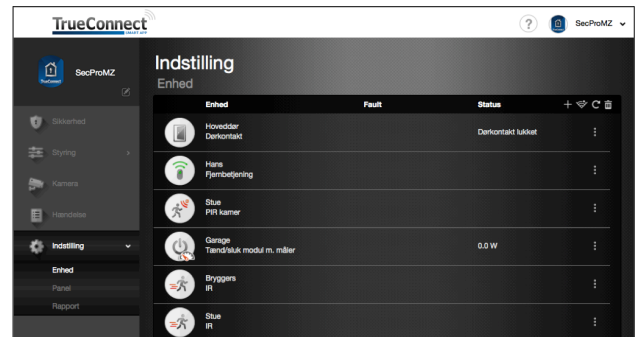 TrueConnect
SMART APP
?
SecProMZ
TrueConnect
SecProMZ
Sikkerhed
Styring
Kamera
Hændelse
Indstilling
Enhed
Panel
Rapport
Indstilling
Enhed
Enhed Fault Status
Hoveddør
Dørkontakt
Dørkontakt lukket
Hans
Fjernbetjening
Stue
PIR kamer
Garage
Tænd/sluk modul m. måler
0.0 W
Bryggers
IR
Stue
IR